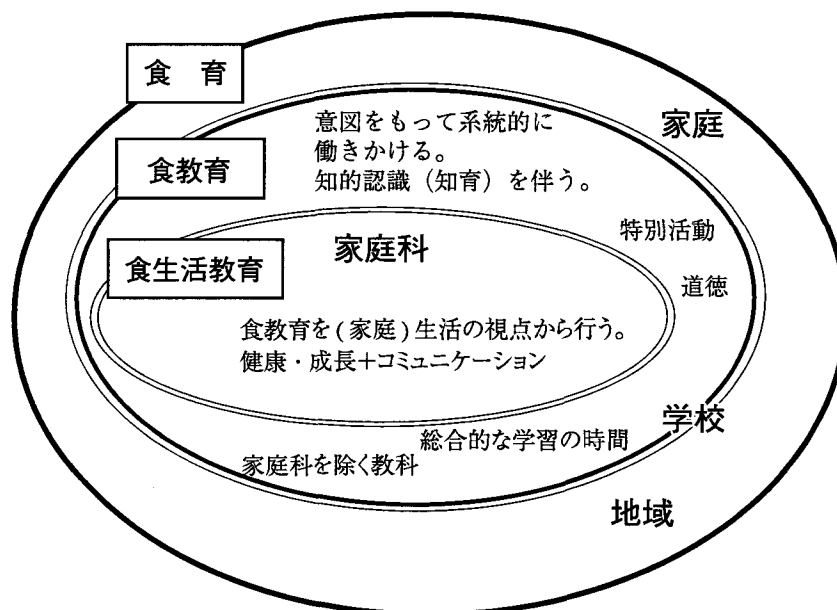 食 育
家庭
意図をもって系統的に
働きかける。
知的認識（知育）を伴う。
食教育
特別活動
家庭科
食生活教育
道徳
食教育を(家庭)生活の視点から行う。
健康・成長＋コミュニケーション
学校
総合的な学習の時間
家庭科を除く教科
地域